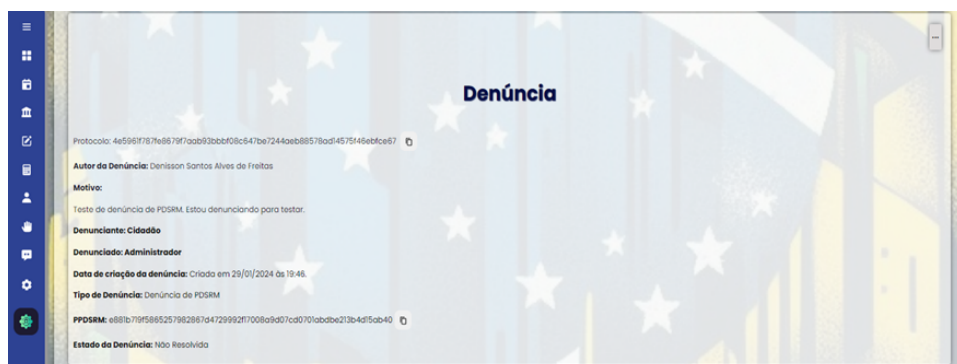 Denúncia
Protocolo: 4e5961f787fe8679f7aab93bbbf08c647be7244aeb88578ad14575f46ebfce67
Autor da Denúncia: Denisson Santos Alves de Freitas
Motivo:
Teste de denúncia de PDSRM. Estou denunciando para testar.
Denunciante: Cidadão
Denunciado: Administrador
Data de criação da denúncia: Criada em 29/01/2024 às 19:46.
Tipo de Denúncia: Denúncia de PDSRM
PPDSRM: e881b719f5865257982867d4729992f17008a9d07cd0701abdbe213b4d15ab40
Estado da Denúncia: Não Resolvida